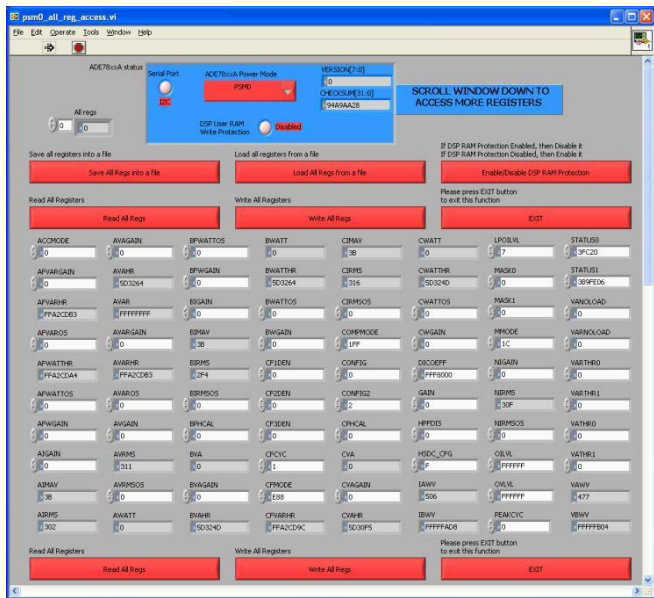 psm0_all_reg_access.vi
File Edit Operate Tools Window Help
ADE78xxA status
Serial Port
I2C
ADE78xxA Power Mode
PSM0
VERSION[7:0]
0
CHECKSUM[31:0]
94A9AA28
DSP User RAM
Write Protection
Disabled
SCROLL WINDOW DOWN TO
ACCESS MORE REGISTERS
All regs
0 0
Save all registers into a file
Load all registers from a file
If DSP RAM Protection Enabled, then Disable it
If DSP RAM Protection Disabled, then Enable it
Save All Regs into a file
Load All Regs from a file
Enable/Disable DSP RAM Protection
Read All Registers
Write All Registers
Please press EXIT button
to exit this function
Read All Regs
Write All Regs
EXIT
ACCMODE AVAGAIN BFWATTOS BWATT CIMAV CWATT LPOILVL STATUS0
0 0 0 0 3B 0 7 3FC20
AFVARGAIN AVAHR BFWGAIN BWATTHR CIRMS CWATTHR MASK0 STATUS1
0 5D3264 0 5D3264 316 5D324D 0 3B9FE06
AFVARHR AVAR BIGAIN BWATTOS CIRMSOS CWATTOS MASK1 VANOLOAD
FFA2CDB3 FFFFFFFF 0 0 0 0 0 0
AFVAROS AVARGAIN BIMAV BWGAIN COMPMODE CWGAIN MMODE VARNOLOAD
0 0 3B 0 1FF 0 1C 0
AFWATTHR AVARHR BIRMS CF1DEN CONFIG DICOEFF NIGAIN VARTHR0
FFA2CDA4 FFA2CDB3 2F4 0 0 FFF8000 0 0
AFWATTOS AVAROS BIRMSOS CF2DEN CONFIG2 GAIN NIRMS VARTHR1
0 0 0 0 2 0 30F 0
AFWGAIN AVGAIN BPHCAL CF3DEN CPHCAL HPFDIS NIRMSOS VATHR0
0 0 0 0 0 0 0 0
AIGAIN AVRMS BVA CFCYC CVA HSDC_CFG OILVL VATHR1
0 311 0 1 0 F FFFFFF 0
AIMAV AVRMSOS BVAGAIN CFMODE CVAGAIN IAWV OVLVL VAWV
3B 0 0 E88 0 506 FFFFFF 477
AIRMS AWATT BVAHR CFVARHR CVAHR IBWV PEAKCYC VBWV
302 0 5D324D FFA2CD9C 5D30F5 FFFFFAD8 0 FFFFFB04
Read All Registers
Write All Registers
Please press EXIT button
to exit this function
Read All Regs
Write All Regs
EXIT